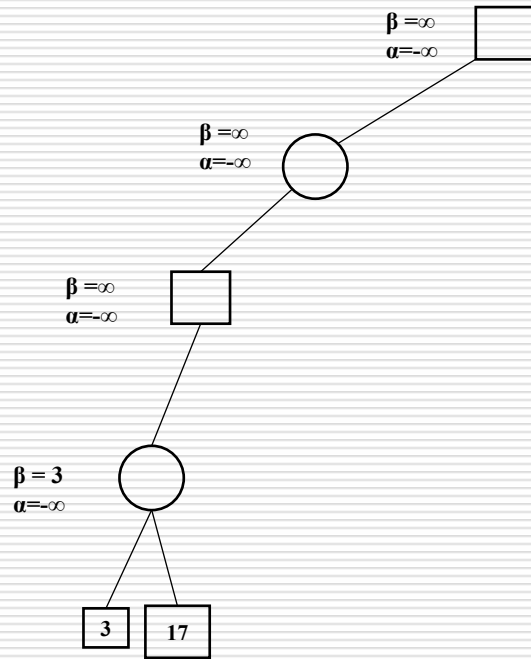 β =∞
α=-∞
β =∞
α=-∞
β =∞
α=-∞
β = 3
α=-∞
3
17